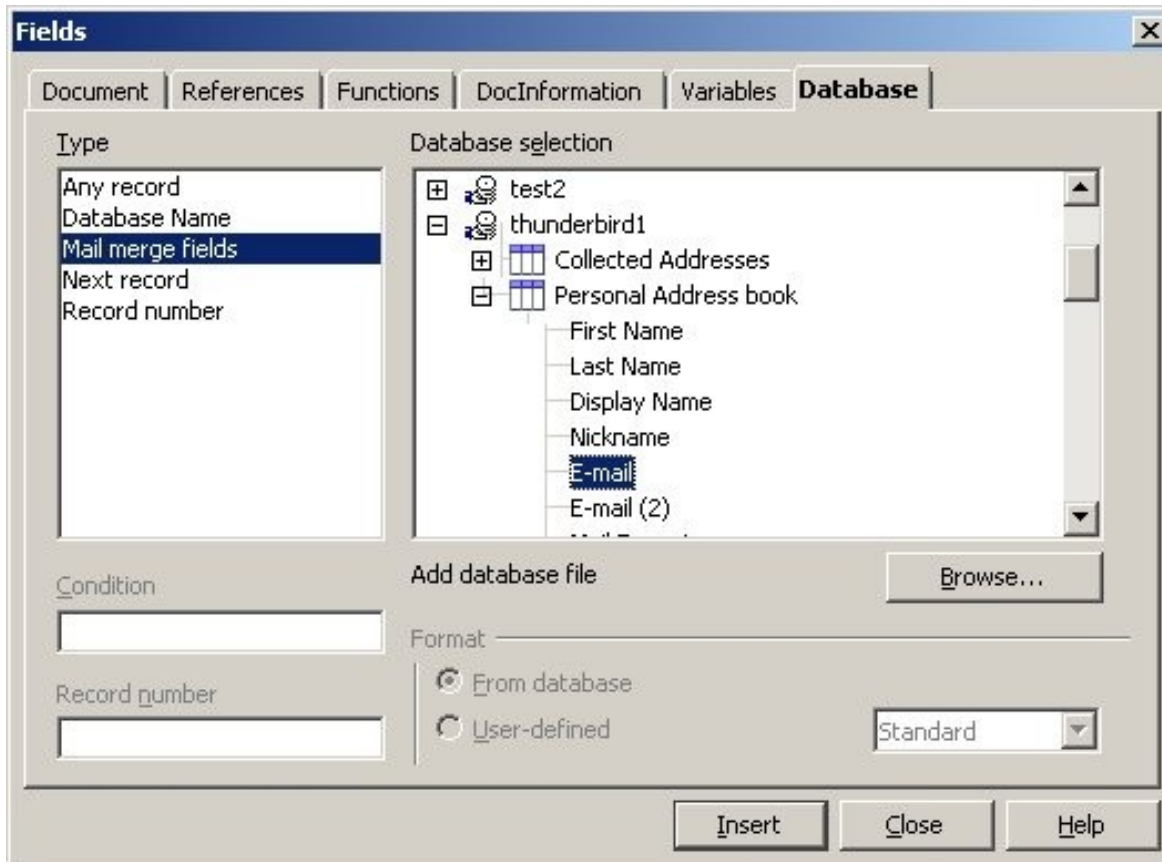 Fields
Document References Functions DocInformation Variables Database
Type
Any record
Database Name
Mail merge fields
Next record
Record number
Database selection
test2
thunderbird1
Collected Addresses
Personal Address book
First Name
Last Name
Display Name
Nickname
E-mail
E-mail (2)
Condition
Record number
Add database file
Browse...
Format
From database
User-defined
Standard
Insert Close Help